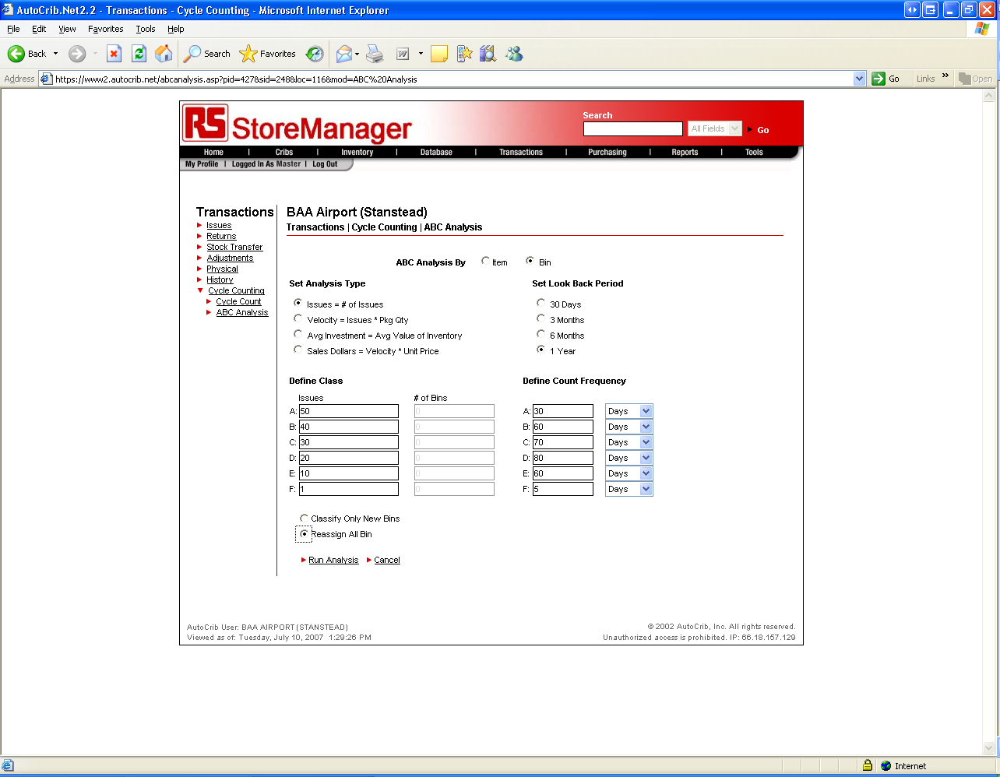 AutoCrib.Net2.2 - Transactions - Cycle Counting - Microsoft Internet Explorer
File Edit View Favorites Tools Help
Back Search Favorites
Address https://www2.autocrib.net/abcanalysis.asp?pid=427&sid=248&loc=116&mod=ABC%20Analysis Go Links » Open
RS StoreManager
Search
All Fields Go
Home | Cribs | Inventory | Database | Transactions | Purchasing | Reports | Tools
My Profile | Logged In As Master | Log Out
Transactions
Issues
Returns
Stock Transfer
Adjustments
Physical
History
Cycle Counting
Cycle Count
ABC Analysis
BAA Airport (Stanstead)
Transactions | Cycle Counting | ABC Analysis
ABC Analysis By Item Bin
Set Analysis Type Set Look Back Period
Issues = # of Issues 30 Days
Velocity = Issues * Pkg Qty 3 Months
Avg Investment = Avg Value of Inventory 6 Months
Sales Dollars = Velocity * Unit Price 1 Year
Define Class Define Count Frequency
Issues # of Bins
A: 50 0 A: 30 Days
B: 40 0 B: 60 Days
C: 30 0 C: 70 Days
D: 20 0 D: 80 Days
E: 10 0 E: 60 Days
F: 1 0 F: 5 Days
Classify Only New Bins
Reassign All Bin
Run Analysis Cancel
AutoCrib User: BAA AIRPORT (STANSTEAD) © 2002 AutoCrib, Inc. All rights reserved.
Viewed as of: Tuesday, July 10, 2007 1:29:26 PM Unauthorized access is prohibited. IP: 66.18.157.129
Internet